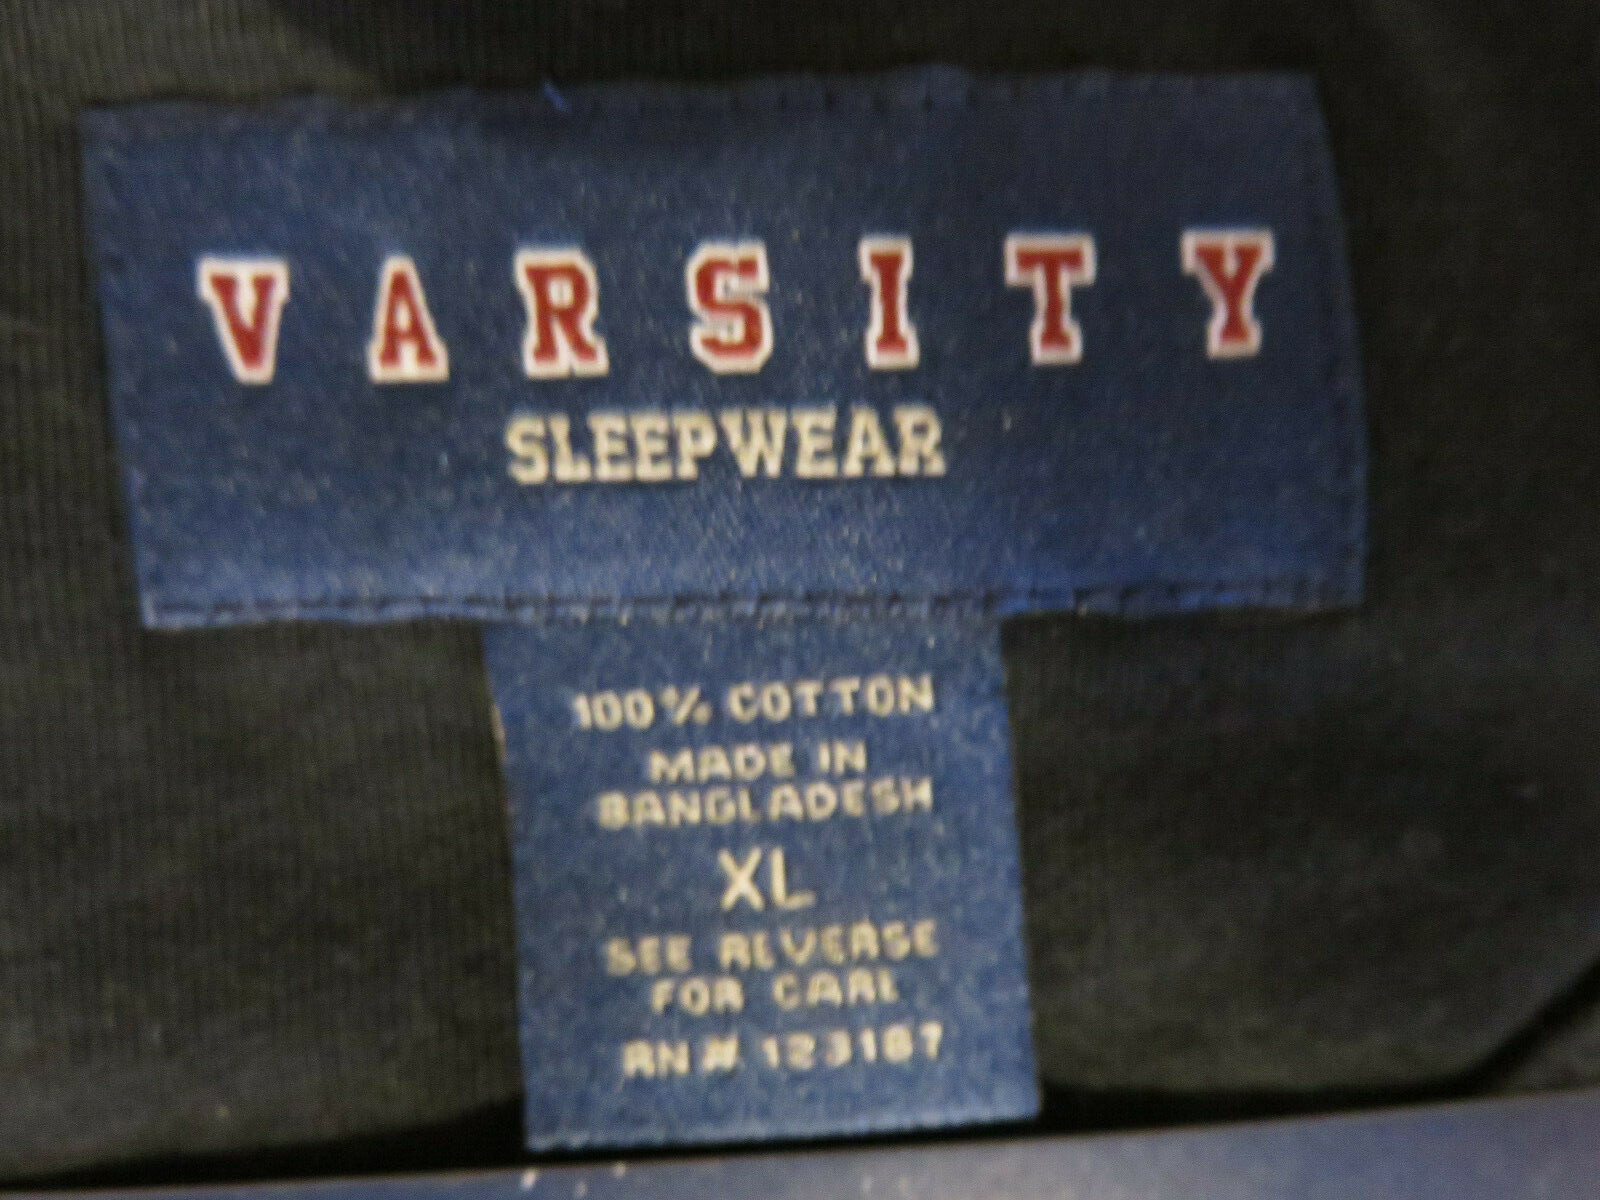 VARSITY
SLEEPWEAR
100% COTTON
MADE IN
BANGLADESH
XL
SEE REVERSE
FOR CARE
RN # 123187